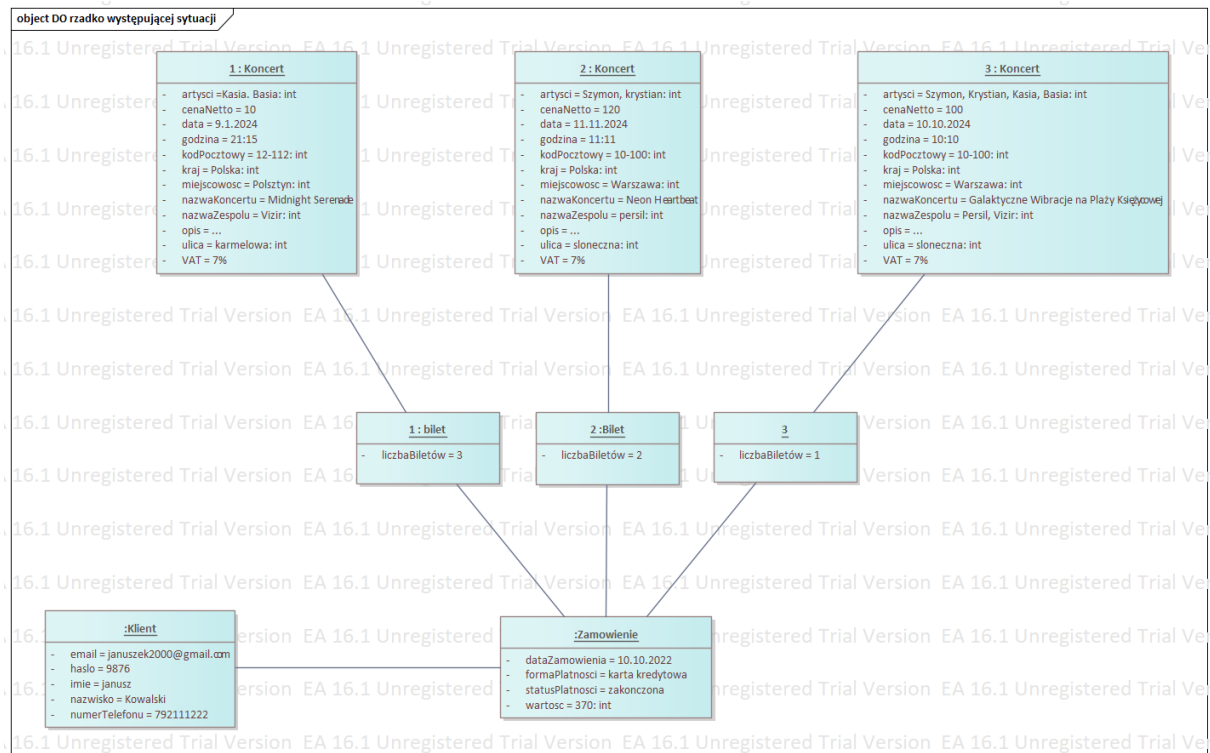 object DO rzadko występującej sytuacji
1 : Koncert
- artysci =Kasia. Basia: int
- cenaNetto = 10
- data = 9.1.2024
- godzina = 21:15
- kodPocztowy = 12-112: int
- kraj = Polska: int
- miejscowosc = Polsztyn: int
- nazwaKoncertu = Midnight Serenade
- nazwaZespolu = Vizir: int
- opis = ...
- ulica = karmelowa: int
- VAT = 7%
2 : Koncert
- artysci = Szymon, krystian: int
- cenaNetto = 120
- data = 11.11.2024
- godzina = 11:11
- kodPocztowy = 10-100: int
- kraj = Polska: int
- miejscowosc = Warszawa: int
- nazwaKoncertu = Neon Heartbeat
- nazwaZespolu = persil: int
- opis = ...
- ulica = sloneczna: int
- VAT = 7%
3 : Koncert
- artysci = Szymon, Krystian, Kasia, Basia: int
- cenaNetto = 100
- data = 10.10.2024
- godzina = 10:10
- kodPocztowy = 10-100: int
- kraj = Polska: int
- miejscowosc = Warszawa: int
- nazwaKoncertu = Galaktyczne Wibracje na Plaży Księżycowej
- nazwaZespolu = Persil, Vizir: int
- opis = ...
- ulica = sloneczna: int
- VAT = 7%
1 : bilet
- liczbaBiletów = 3
2 :Bilet
- liczbaBiletów = 2
3
- liczbaBiletów = 1
:Klient
- email = januszek2000@gmail.com
- haslo = 9876
- imie = janusz
- nazwisko = Kowalski
- numerTelefonu = 792111222
:Zamowienie
- dataZamowienia = 10.10.2022
- formaPlatnosci = karta kredytowa
- statusPlatnosci = zakonczona
- wartosc = 370: int
EA 16.1 Unregistered Trial Version